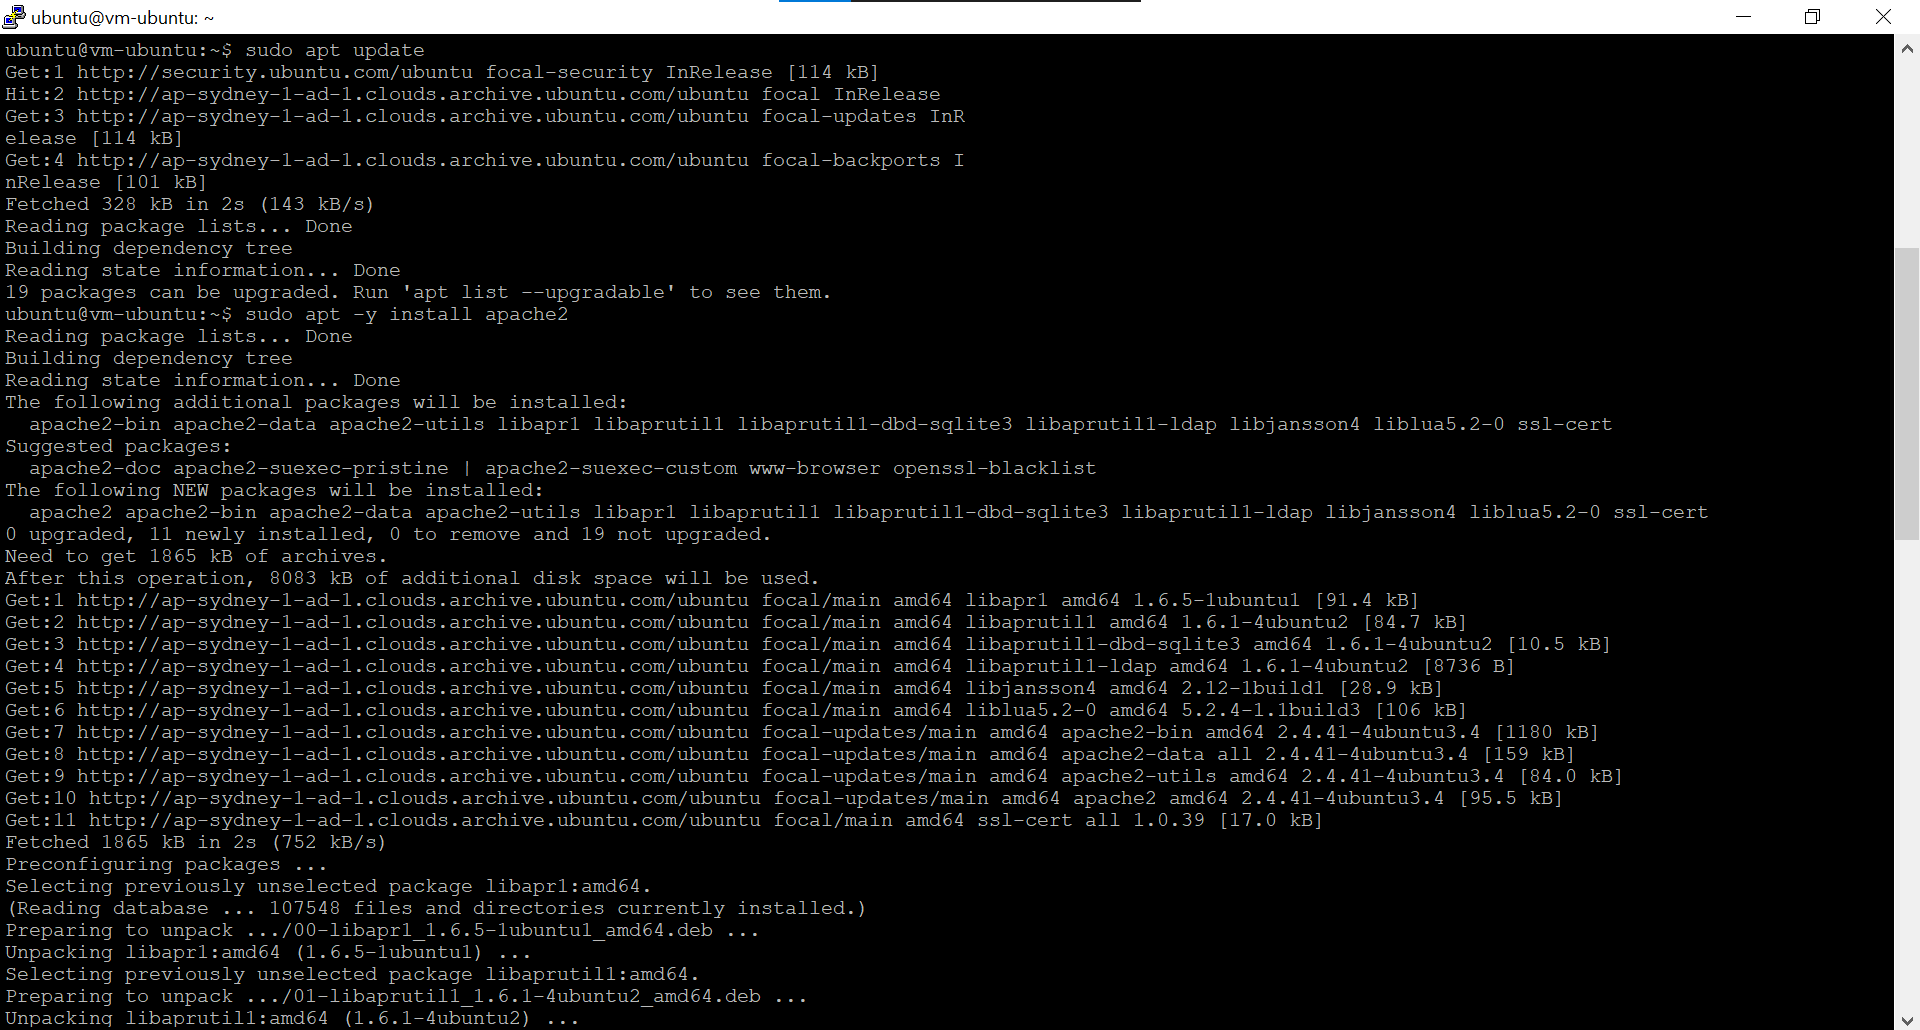 ubuntu@vm-ubuntu: ~
ubuntu@vm-ubuntu:~$ sudo apt update
Get:1 http://security.ubuntu.com/ubuntu focal-security InRelease [114 kB]
Hit:2 http://ap-sydney-1-ad-1.clouds.archive.ubuntu.com/ubuntu focal InRelease
Get:3 http://ap-sydney-1-ad-1.clouds.archive.ubuntu.com/ubuntu focal-updates InR
elease [114 kB]
Get:4 http://ap-sydney-1-ad-1.clouds.archive.ubuntu.com/ubuntu focal-backports I
nRelease [101 kB]
Fetched 328 kB in 2s (143 kB/s)
Reading package lists... Done
Building dependency tree
Reading state information... Done
19 packages can be upgraded. Run 'apt list --upgradable' to see them.
ubuntu@vm-ubuntu:~$ sudo apt -y install apache2
Reading package lists... Done
Building dependency tree
Reading state information... Done
The following additional packages will be installed:
  apache2-bin apache2-data apache2-utils libapr1 libaprutil1 libaprutil1-dbd-sqlite3 libaprutil1-ldap libjansson4 liblua5.2-0 ssl-cert
Suggested packages:
  apache2-doc apache2-suexec-pristine | apache2-suexec-custom www-browser openssl-blacklist
The following NEW packages will be installed:
  apache2 apache2-bin apache2-data apache2-utils libapr1 libaprutil1 libaprutil1-dbd-sqlite3 libaprutil1-ldap libjansson4 liblua5.2-0 ssl-cert
0 upgraded, 11 newly installed, 0 to remove and 19 not upgraded.
Need to get 1865 kB of archives.
After this operation, 8083 kB of additional disk space will be used.
Get:1 http://ap-sydney-1-ad-1.clouds.archive.ubuntu.com/ubuntu focal/main amd64 libapr1 amd64 1.6.5-1ubuntu1 [91.4 kB]
Get:2 http://ap-sydney-1-ad-1.clouds.archive.ubuntu.com/ubuntu focal/main amd64 libaprutil1 amd64 1.6.1-4ubuntu2 [84.7 kB]
Get:3 http://ap-sydney-1-ad-1.clouds.archive.ubuntu.com/ubuntu focal/main amd64 libaprutil1-dbd-sqlite3 amd64 1.6.1-4ubuntu2 [10.5 kB]
Get:4 http://ap-sydney-1-ad-1.clouds.archive.ubuntu.com/ubuntu focal/main amd64 libaprutil1-ldap amd64 1.6.1-4ubuntu2 [8736 B]
Get:5 http://ap-sydney-1-ad-1.clouds.archive.ubuntu.com/ubuntu focal/main amd64 libjansson4 amd64 2.12-1build1 [28.9 kB]
Get:6 http://ap-sydney-1-ad-1.clouds.archive.ubuntu.com/ubuntu focal/main amd64 liblua5.2-0 amd64 5.2.4-1.1build3 [106 kB]
Get:7 http://ap-sydney-1-ad-1.clouds.archive.ubuntu.com/ubuntu focal-updates/main amd64 apache2-bin amd64 2.4.41-4ubuntu3.4 [1180 kB]
Get:8 http://ap-sydney-1-ad-1.clouds.archive.ubuntu.com/ubuntu focal-updates/main amd64 apache2-data all 2.4.41-4ubuntu3.4 [159 kB]
Get:9 http://ap-sydney-1-ad-1.clouds.archive.ubuntu.com/ubuntu focal-updates/main amd64 apache2-utils amd64 2.4.41-4ubuntu3.4 [84.0 kB]
Get:10 http://ap-sydney-1-ad-1.clouds.archive.ubuntu.com/ubuntu focal-updates/main amd64 apache2 amd64 2.4.41-4ubuntu3.4 [95.5 kB]
Get:11 http://ap-sydney-1-ad-1.clouds.archive.ubuntu.com/ubuntu focal/main amd64 ssl-cert all 1.0.39 [17.0 kB]
Fetched 1865 kB in 2s (752 kB/s)
Preconfiguring packages ...
Selecting previously unselected package libapr1:amd64.
(Reading database ... 107548 files and directories currently installed.)
Preparing to unpack .../00-libapr1_1.6.5-1ubuntu1_amd64.deb ...
Unpacking libapr1:amd64 (1.6.5-1ubuntu1) ...
Selecting previously unselected package libaprutil1:amd64.
Preparing to unpack .../01-libaprutil1_1.6.1-4ubuntu2_amd64.deb ...
Unpacking libaprutil1:amd64 (1.6.1-4ubuntu2) ...